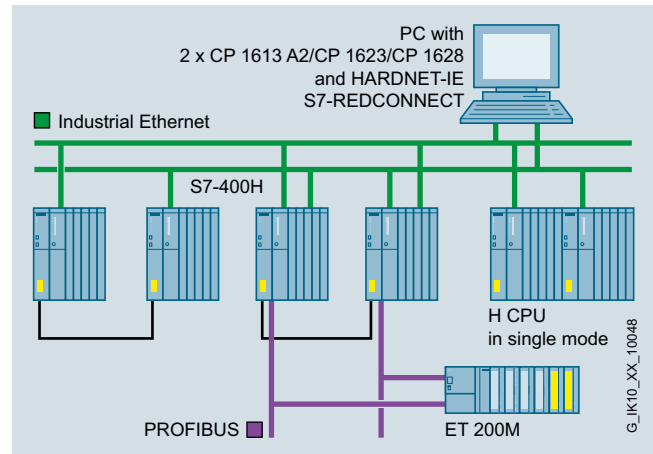 PC with
2 x CP 1613 A2/CP 1623/CP 1628
and HARDNET-IE
S7-REDCONNECT
Industrial Ethernet
S7-400H
H CPU
in single mode
PROFIBUS
ET 200M
G_IK10_XX_10048